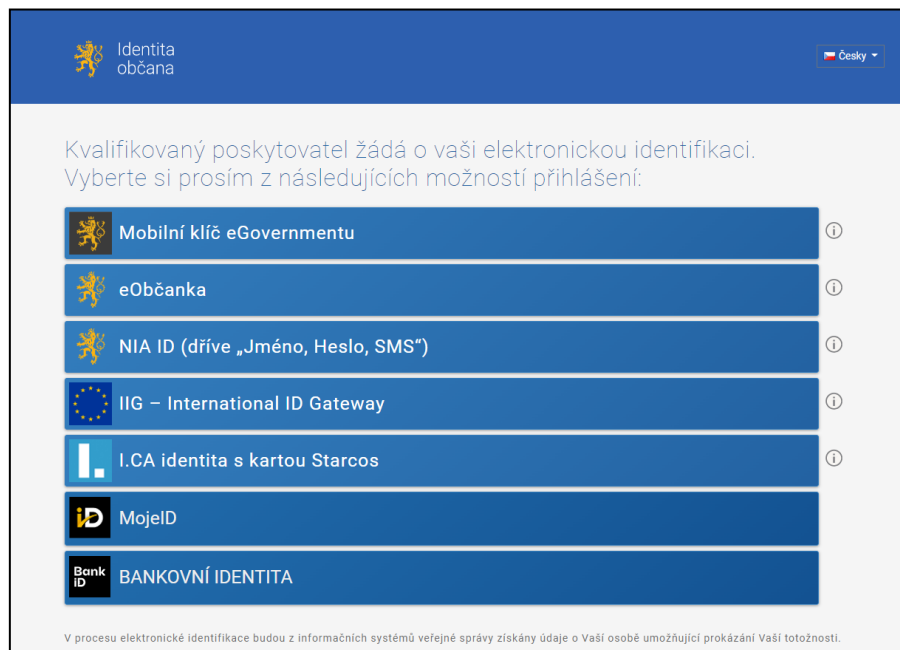 Identita
občana
Česky
Kvalifikovaný poskytovatel žádá o vaši elektronickou identifikaci.
Vyberte si prosím z následujících možností přihlášení:
Mobilní klíč eGovernmentu
eObčanka
NIA ID (dříve „Jméno, Heslo, SMS“)
IIG – International ID Gateway
I.CA identita s kartou Starcos
MojeID
Bank
iD
BANKOVNÍ IDENTITA
V procesu elektronické identifikace budou z informačních systémů veřejné správy získány údaje o Vaší osobě umožňující prokázání Vaší totožnosti.